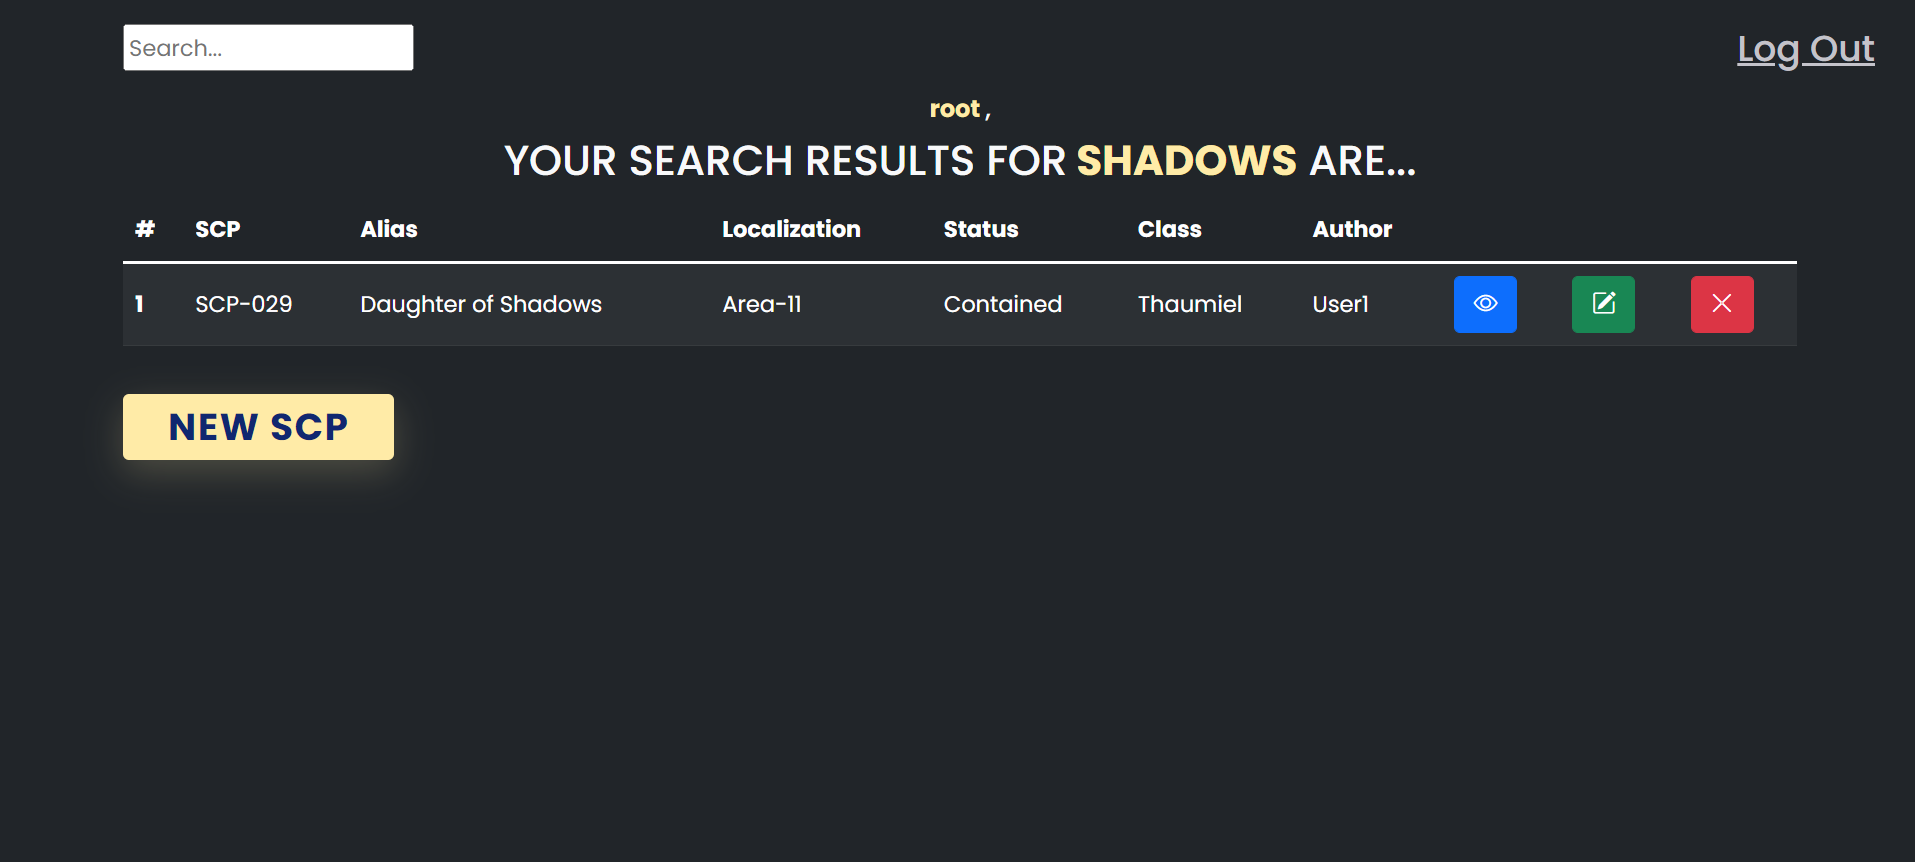 Search...
Log Out
root ,
YOUR SEARCH RESULTS FOR SHADOWS ARE...
# SCP Alias Localization Status Class Author
1 SCP-029 Daughter of Shadows Area-11 Contained Thaumiel User1
NEW SCP